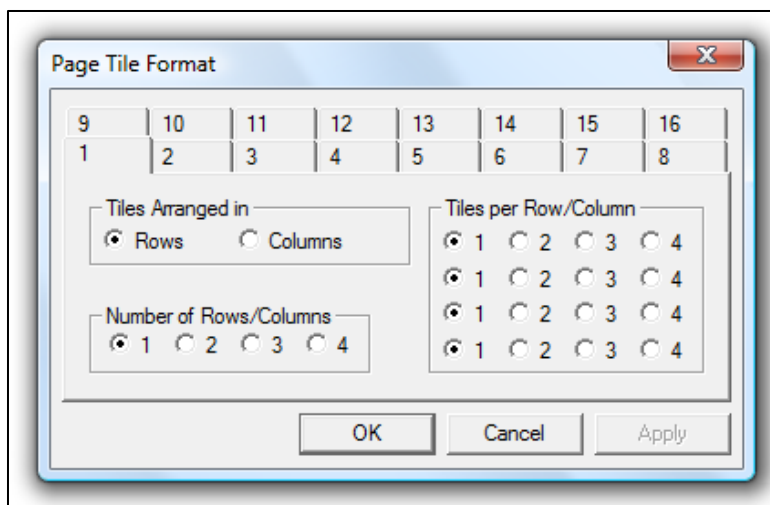 Page Tile Format
9 10 11 12 13 14 15 16
1 2 3 4 5 6 7 8
Tiles Arranged in
Rows Columns
Number of Rows/Columns
1 2 3 4
Tiles per Row/Column
1 2 3 4
1 2 3 4
1 2 3 4
1 2 3 4
OK Cancel Apply